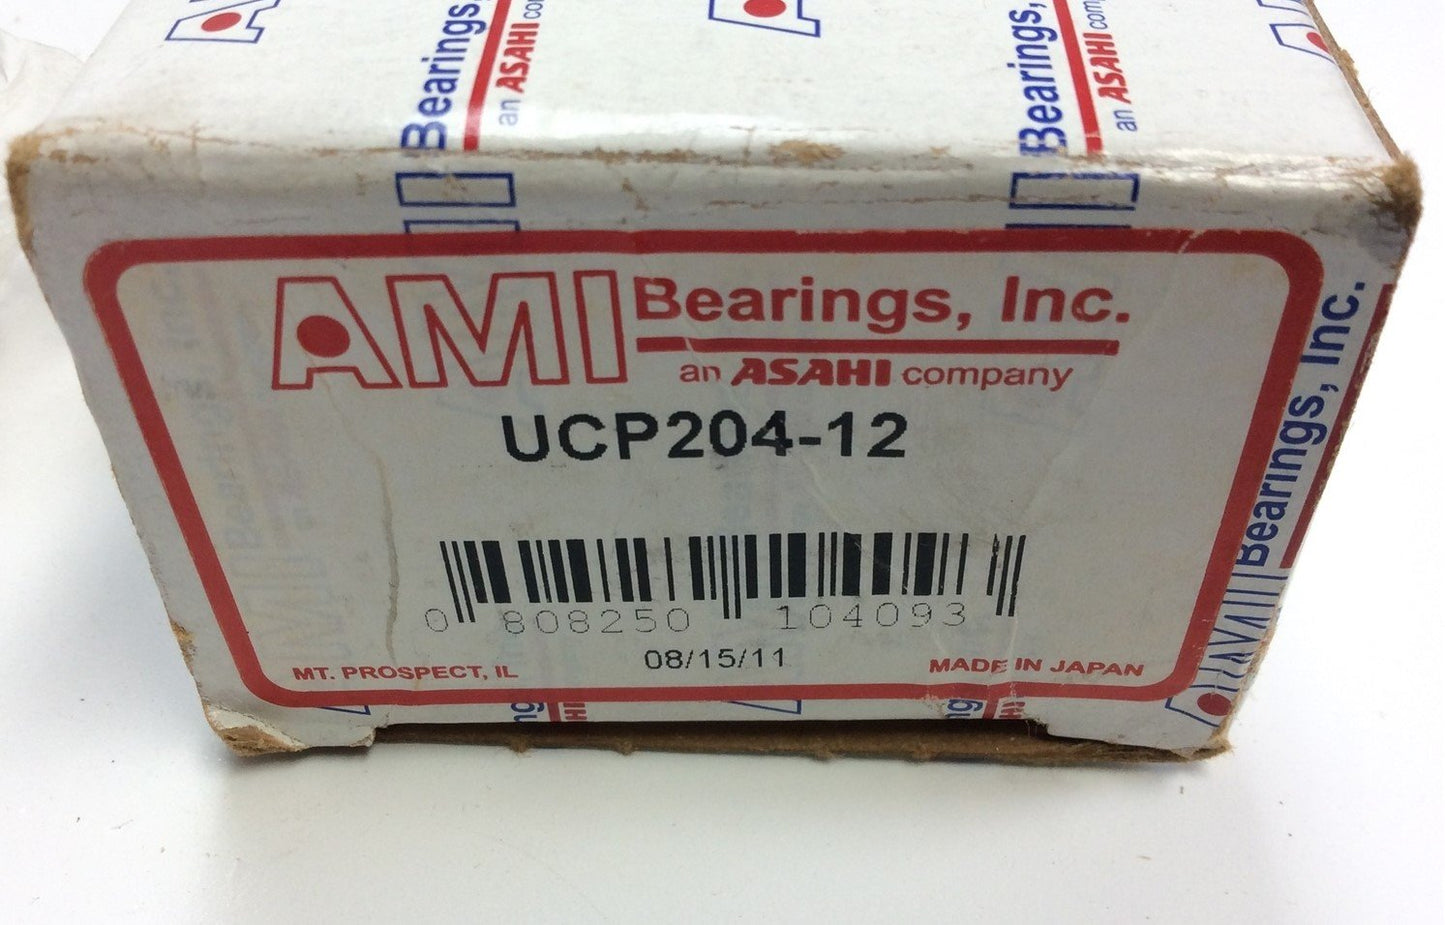 Bearings,
an ASAHI
Bearings,
an ASAHI com
AMI Bearings, Inc.
an ASAHI company
UCP204-12
0 808250 104093
08/15/11
MT. PROSPECT, IL
MADE IN JAPAN
AMI Bearings, Inc.